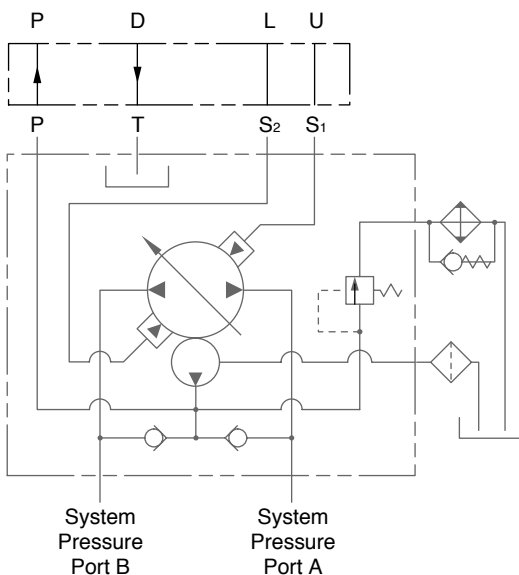 P D L U
P T S₂ S₁
System Pressure Port B
System Pressure Port A